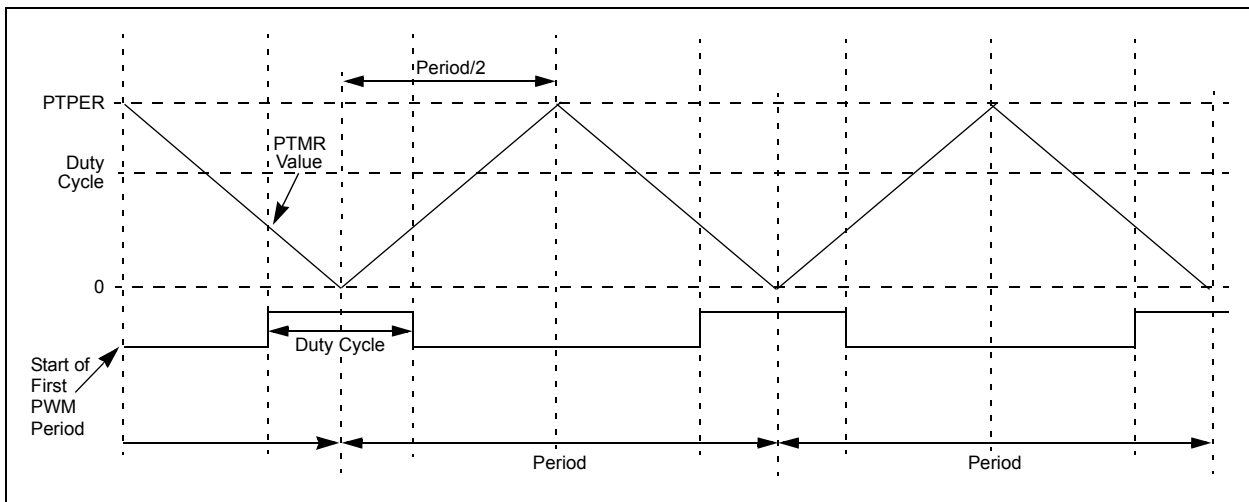 Period/2
PTPER
PTMR
Value
Duty
Cycle
0
Duty Cycle
Start of
First
PWM
Period
Period
Period